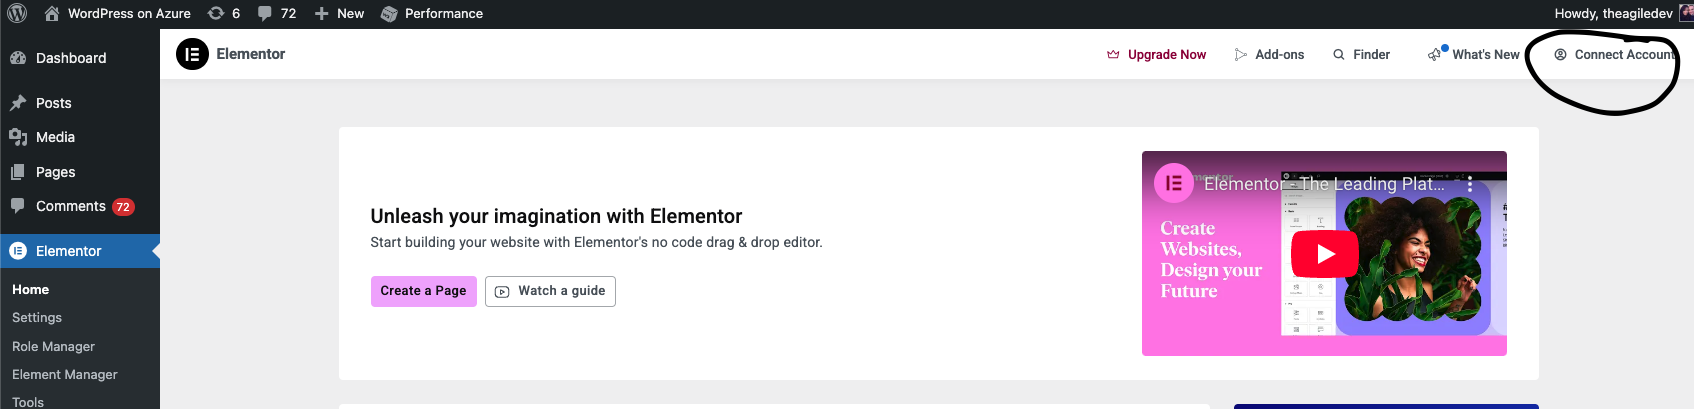 WordPress on Azure 6 72 New Performance Howdy, theagiledev
Dashboard
Posts
Media
Pages
Comments 72
Elementor
Home
Settings
Role Manager
Element Manager
Tools
Elementor Upgrade Now Add-ons Finder What's New Connect Account
Unleash your imagination with Elementor
Start building your website with Elementor's no code drag & drop editor.
Create a Page Watch a guide
Elementor - The Leading Plat...
Create
Websites,
Design your
Future